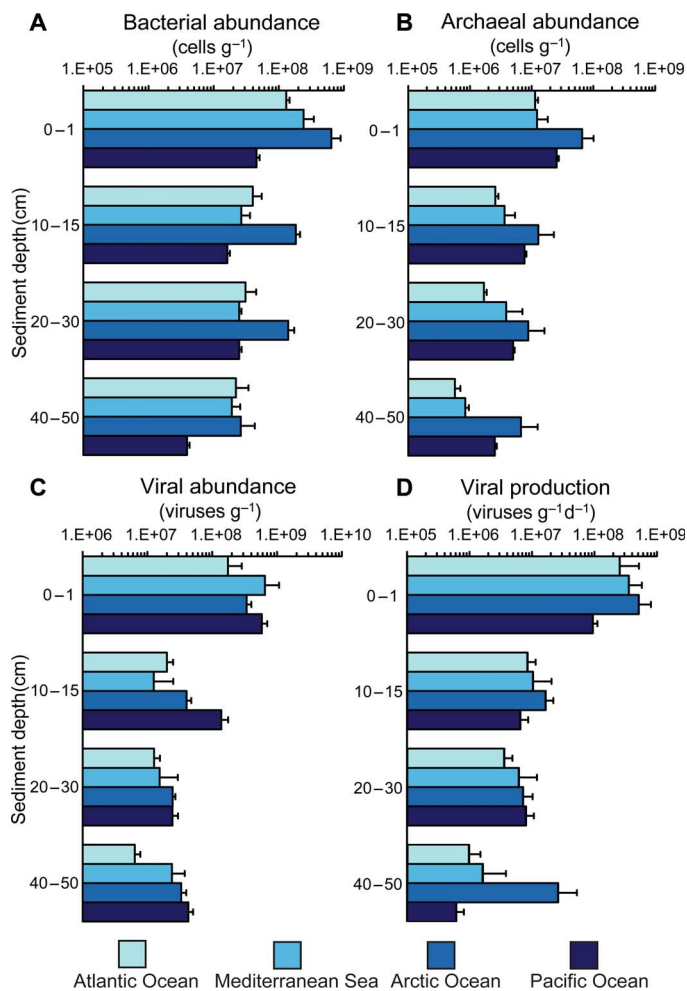 A Bacterial abundance
(cells g⁻¹)
1.E+05 1.E+06 1.E+07 1.E+08 1.E+09
Sediment depth(cm)
0–1
10–15
20–30
40–50
B Archaeal abundance
(cells g⁻¹)
1.E+05 1.E+06 1.E+07 1.E+08 1.E+09
0–1
10–15
20–30
40–50
C Viral abundance
(viruses g⁻¹)
1.E+06 1.E+07 1.E+08 1.E+09 1.E+10
Sediment depth(cm)
0–1
10–15
20–30
40–50
D Viral production
(viruses g⁻¹d⁻¹)
1.E+05 1.E+06 1.E+07 1.E+08 1.E+09
0–1
10–15
20–30
40–50
Atlantic Ocean Mediterranean Sea Arctic Ocean Pacific Ocean